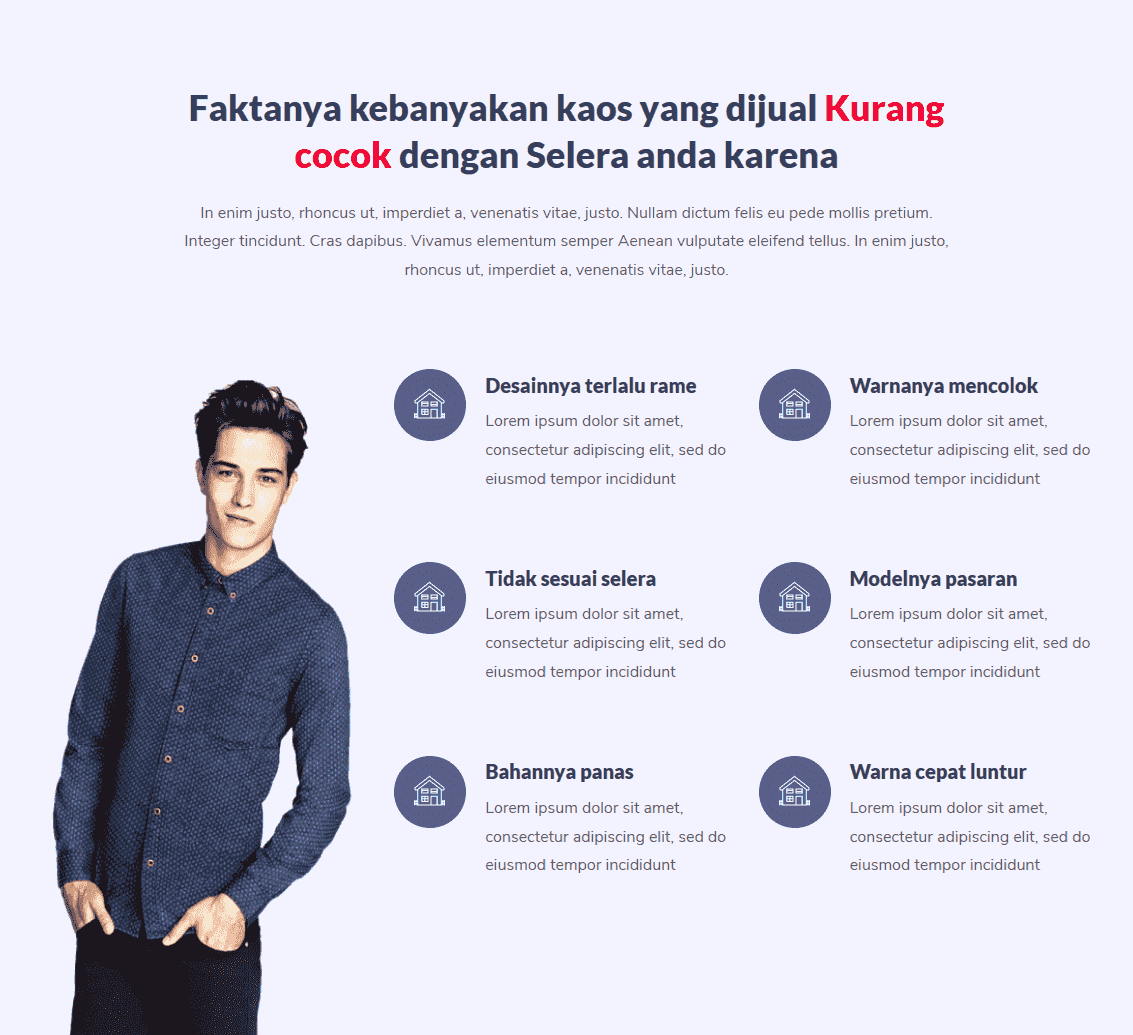 Faktanya kebanyakan kaos yang dijual Kurang
cocok dengan Selera anda karena
In enim justo, rhoncus ut, imperdiet a, venenatis vitae, justo. Nullam dictum felis eu pede mollis pretium.
Integer tincidunt. Cras dapibus. Vivamus elementum semper Aenean vulputate eleifend tellus. In enim justo,
rhoncus ut, imperdiet a, venenatis vitae, justo.
Desainnya terlalu rame
Lorem ipsum dolor sit amet,
consectetur adipiscing elit, sed do
eiusmod tempor incididunt
Warnanya mencolok
Lorem ipsum dolor sit amet,
consectetur adipiscing elit, sed do
eiusmod tempor incididunt
Tidak sesuai selera
Lorem ipsum dolor sit amet,
consectetur adipiscing elit, sed do
eiusmod tempor incididunt
Modelnya pasaran
Lorem ipsum dolor sit amet,
consectetur adipiscing elit, sed do
eiusmod tempor incididunt
Bahannya panas
Lorem ipsum dolor sit amet,
consectetur adipiscing elit, sed do
eiusmod tempor incididunt
Warna cepat luntur
Lorem ipsum dolor sit amet,
consectetur adipiscing elit, sed do
eiusmod tempor incididunt